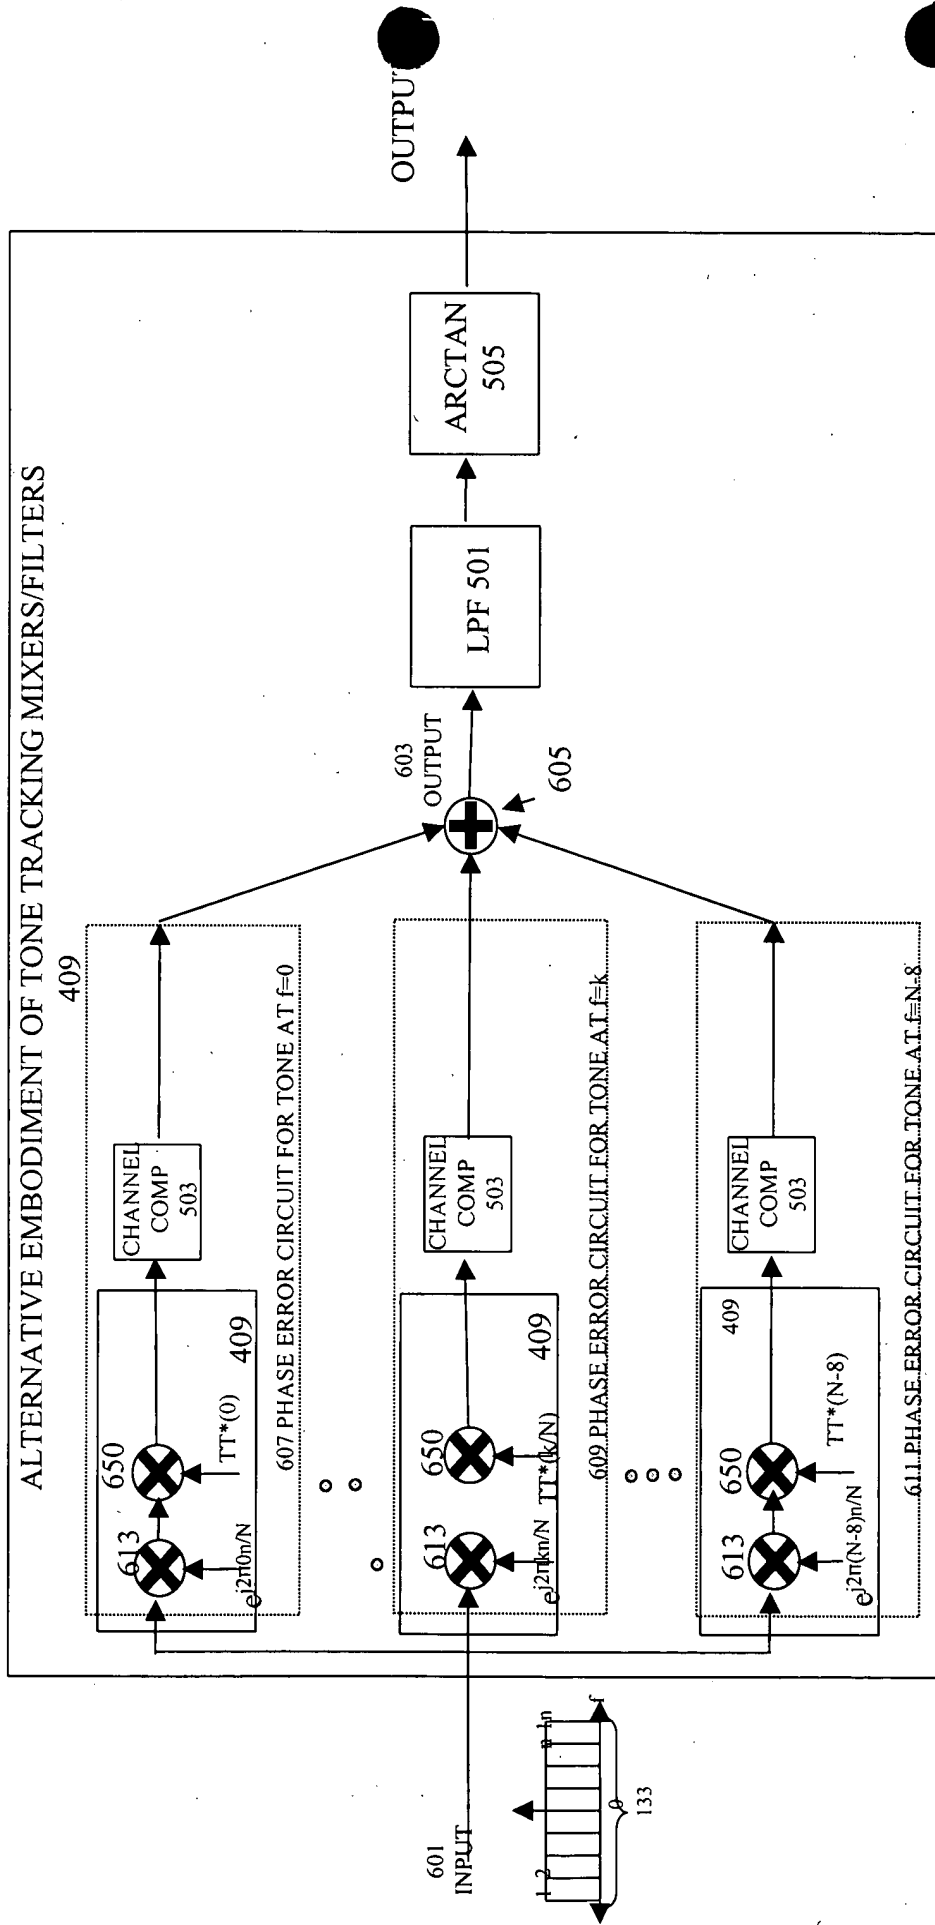 ALTERNATIVE EMBODIMENT OF TONE TRACKING MIXERS/FILTERS
409
601
INPUT
1 2
n-1 n
f
0
133
613
650
e^j2π0n/N
TT*(0)
409
CHANNEL
COMP
503
607 PHASE ERROR CIRCUIT FOR TONE AT f=0
613
650
e^j2πkn/N
TT*(k/N)
409
CHANNEL
COMP
503
609 PHASE ERROR CIRCUIT FOR TONE AT f=k
613
650
e^j2π(N-8)n/N
TT*(N-8)
409
CHANNEL
COMP
503
611 PHASE ERROR CIRCUIT FOR TONE AT f=N-8
603
OUTPUT
605
LPF 501
ARCTAN
505
OUTPUT